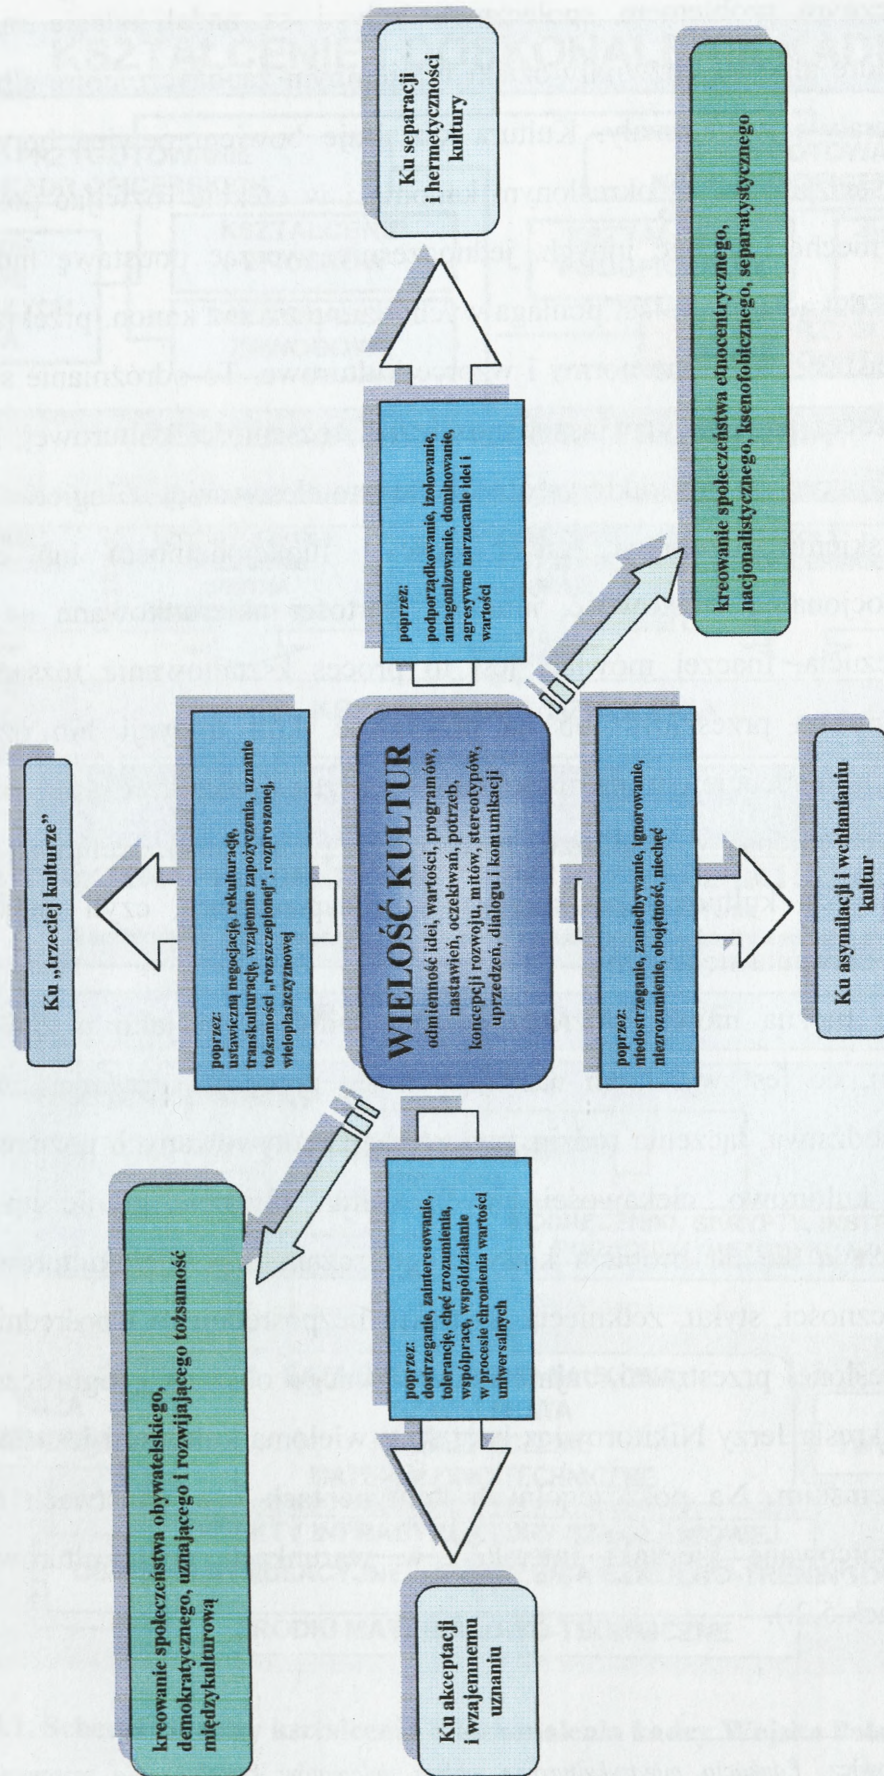 kreowanie społeczeństwa obywatelskiego,
demokratycznego, uznającego i rozwijającego tożsamość
międzykulturową
Ku „trzeciej kulturze”
poprzez:
ustawiczną negocjację, rekulturację,
transkulturację, wzajemne zapożyczenia, uznanie
tożsamości „rozszczepionej”, rozproszonej,
wielopłaszczyznowej
Ku akceptacji
i wzajemnemu
uznaniu
poprzez:
dostrzeganie, zainteresowanie,
tolerancję, chęć zrozumienia,
współpracę, współdziałanie
w procesie chronienia wartości
uniwersalnych
WIELOŚĆ KULTUR
odmienność idei, wartości, programów,
nastawień, oczekiwań, potrzeb,
koncepcji rozwoju, mitów, stereotypów,
uprzedzeń, dialogu i komunikacji
poprzez:
podporządkowanie, izolowanie,
antagonizowanie, dominowanie,
agresywne narzucanie idei i
wartości
Ku separacji
i hermetyczności
kultury
poprzez:
niedostrzeganie, zaniedbywanie, ignorowanie,
niezrozumienie, obojętność, niechęć
Ku asymilacji i wchłanianiu
kultur
kreowanie społeczeństwa etnocentrycznego,
nacjonalistycznego, ksenofobicznego, separatystycznego